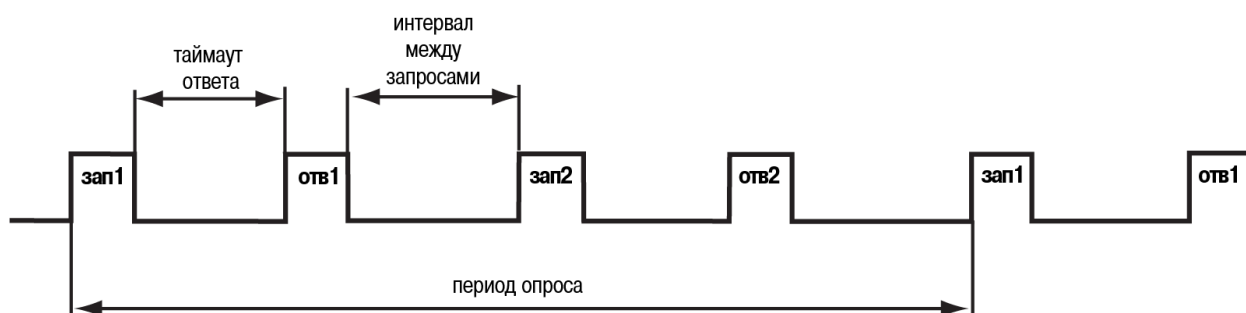 таймаут
ответа
интервал
между
запросами
зап1
отв1
зап2
отв2
зап1
отв1
период опроса